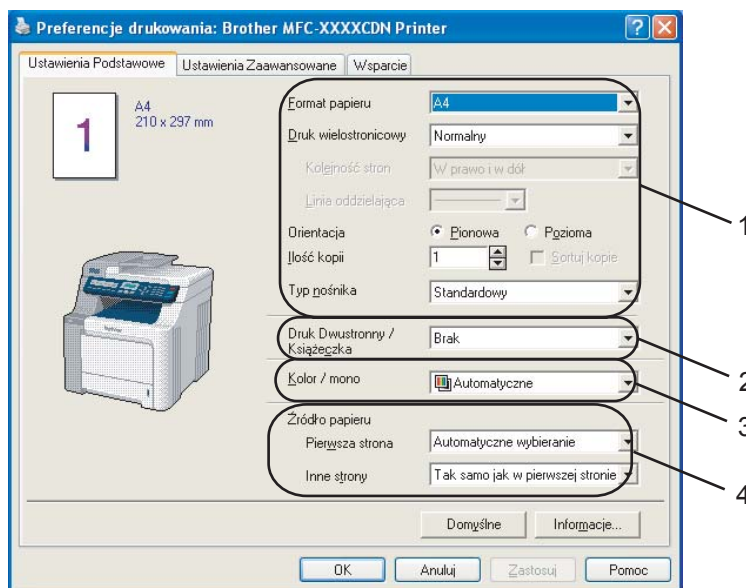 Preferencje drukowania: Brother MFC-XXXXCDN Printer
Ustawienia Podstawowe Ustawienia Zaawansowane Wsparcie
1
A4
210 x 297 mm
Format papieru A4
Druk wielostronicowy Normalny
Kolejność stron W prawo i w dół
Linia oddzielająca
Orientacja Pionowa Pozioma
Ilość kopii 1 Sortuj kopie
Typ nośnika Standardowy
1
Druk Dwustronny /
Książeczka Brak
2
Kolor / mono Automatyczne
3
Źródło papieru
Pierwsza strona Automatyczne wybieranie
Inne strony Tak samo jak w pierwszej stronie
4
Domyślne Informacje...
OK Anuluj Zastosuj Pomoc